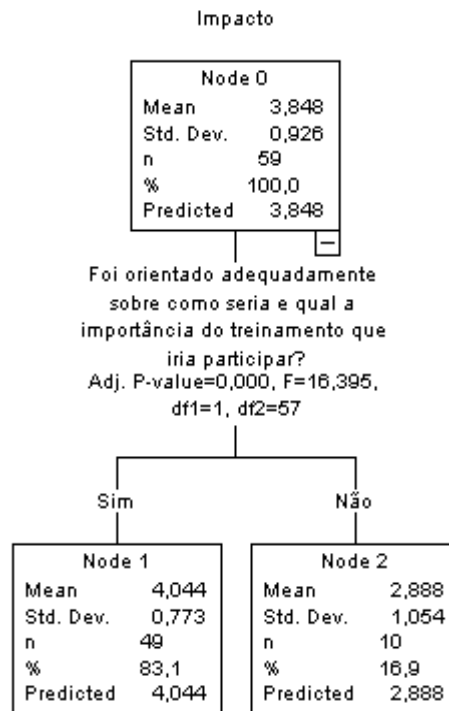 Impacto
Node 0
Mean 3,848
Std. Dev. 0,926
n 59
% 100,0
Predicted 3,848
Foi orientado adequadamente
sobre como seria e qual a
importância do treinamento que
iria participar?
Adj. P-value=0,000, F=16,395,
df1=1, df2=57
Sim
Não
Node 1
Mean 4,044
Std. Dev. 0,773
n 49
% 83,1
Predicted 4,044
Node 2
Mean 2,888
Std. Dev. 1,054
n 10
% 16,9
Predicted 2,888